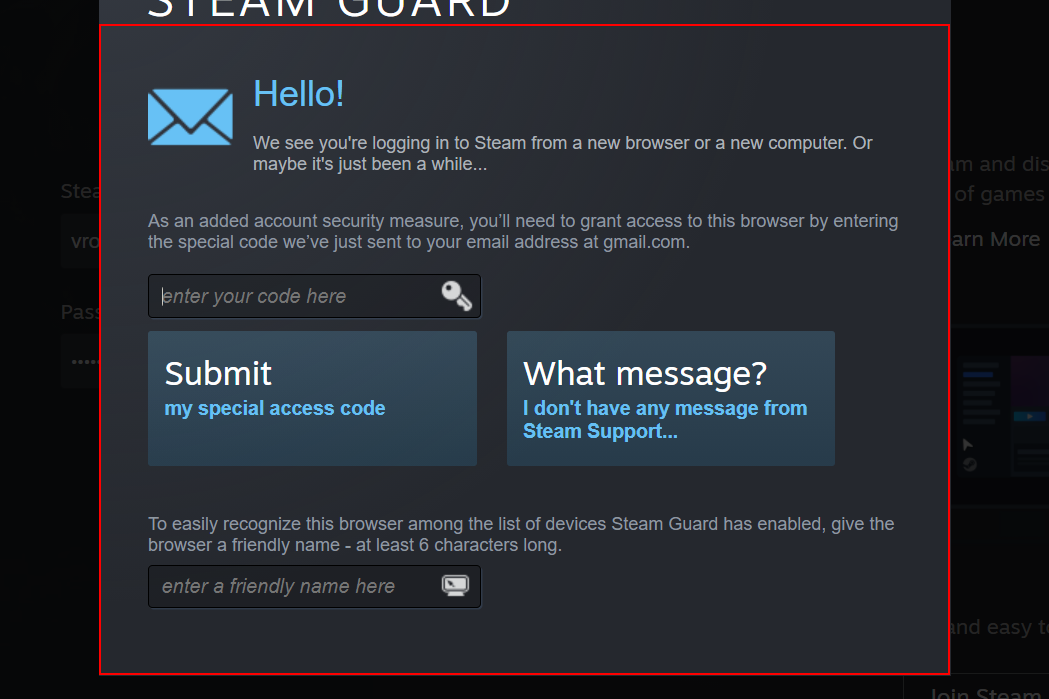 STEAM GUARD
Hello!
We see you're logging in to Steam from a new browser or a new computer. Or
maybe it's just been a while...
As an added account security measure, you’ll need to grant access to this browser by entering
the special code we’ve just sent to your email address at gmail.com.
enter your code here
Submit
my special access code
What message?
I don't have any message from
Steam Support...
To easily recognize this browser among the list of devices Steam Guard has enabled, give the
browser a friendly name - at least 6 characters long.
enter a friendly name here
Stea
vro
Pass
am and dis
of games
arn More
and easy to
Join Steam